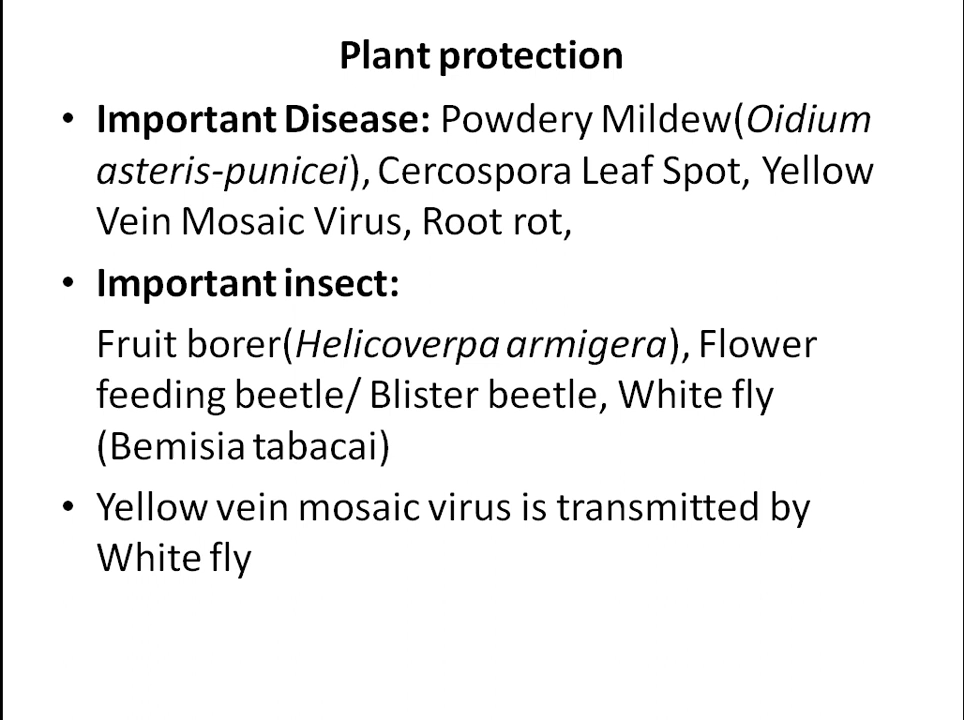 Plant protection
• Important Disease: Powdery Mildew(Oidium
asteris-punicei), Cercospora Leaf Spot, Yellow
Vein Mosaic Virus, Root rot,
• Important insect:
Fruit borer(Helicoverpa armigera), Flower
feeding beetle/ Blister beetle, White fly
(Bemisia tabacai)
• Yellow vein mosaic virus is transmitted by
White fly